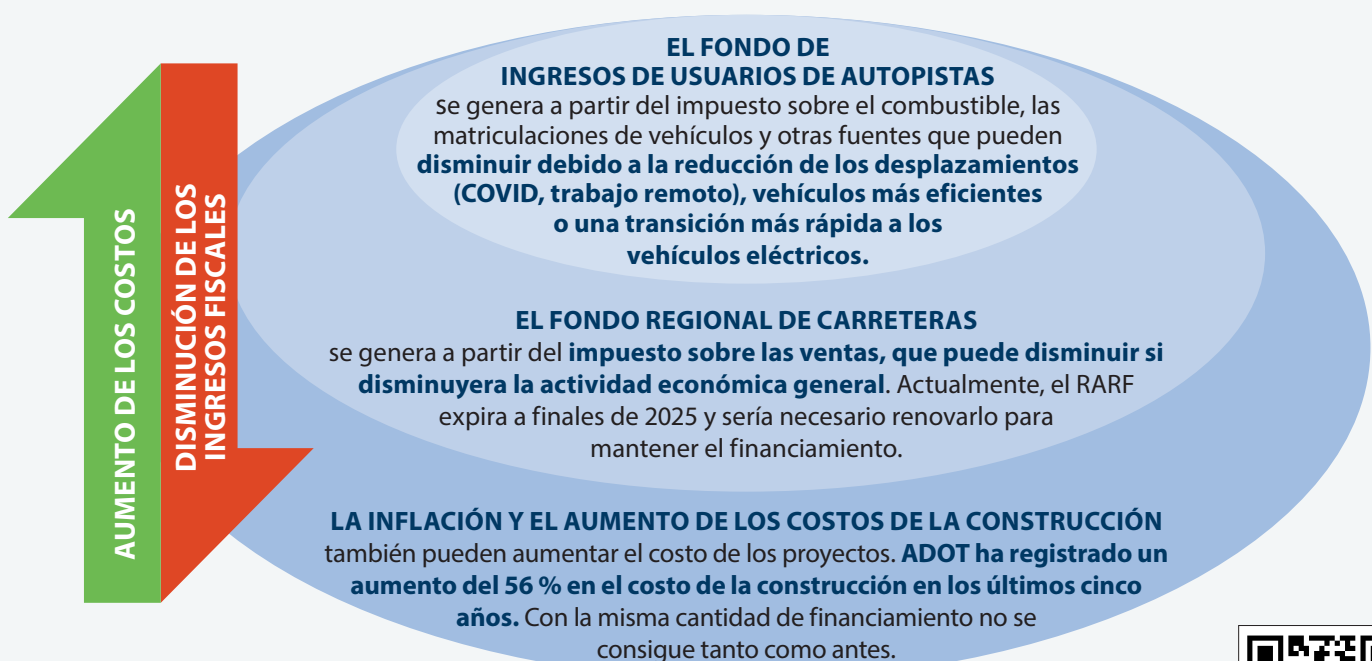 AUMENTO DE LOS COSTOS
DISMINUCIÓN DE LOS
INGRESOS FISCALES
EL FONDO DE
INGRESOS DE USUARIOS DE AUTOPISTAS
se genera a partir del impuesto sobre el combustible, las
matriculaciones de vehículos y otras fuentes que pueden
disminuir debido a la reducción de los desplazamientos
(COVID, trabajo remoto), vehículos más eficientes
o una transición más rápida a los
vehículos eléctricos.
EL FONDO REGIONAL DE CARRETERAS
se genera a partir del impuesto sobre las ventas, que puede disminuir si
disminuyera la actividad económica general. Actualmente, el RARF
expira a finales de 2025 y sería necesario renovarlo para
mantener el financiamiento.
LA INFLACIÓN Y EL AUMENTO DE LOS COSTOS DE LA CONSTRUCCIÓN
también pueden aumentar el costo de los proyectos. ADOT ha registrado un
aumento del 56 % en el costo de la construcción en los últimos cinco
años. Con la misma cantidad de financiamiento no se
consigue tanto como antes.